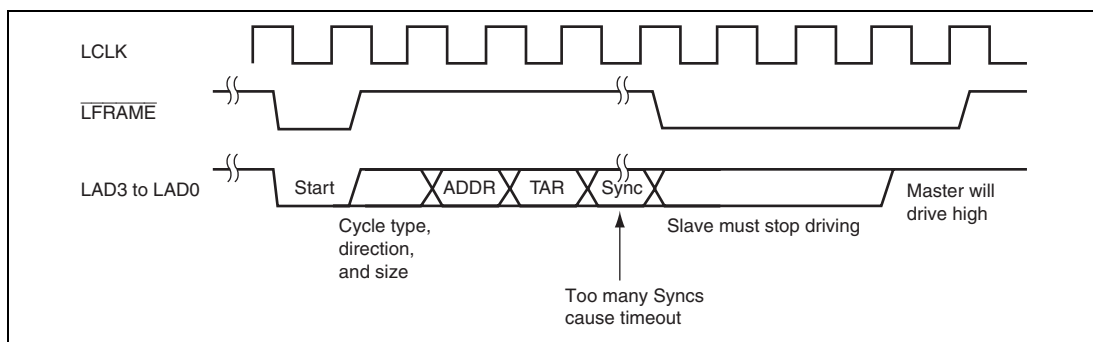 LCLK
LFRAME
LAD3 to LAD0
Start
ADDR
TAR
Sync
Cycle type,
direction,
and size
Slave must stop driving
Master will
drive high
Too many Syncs
cause timeout